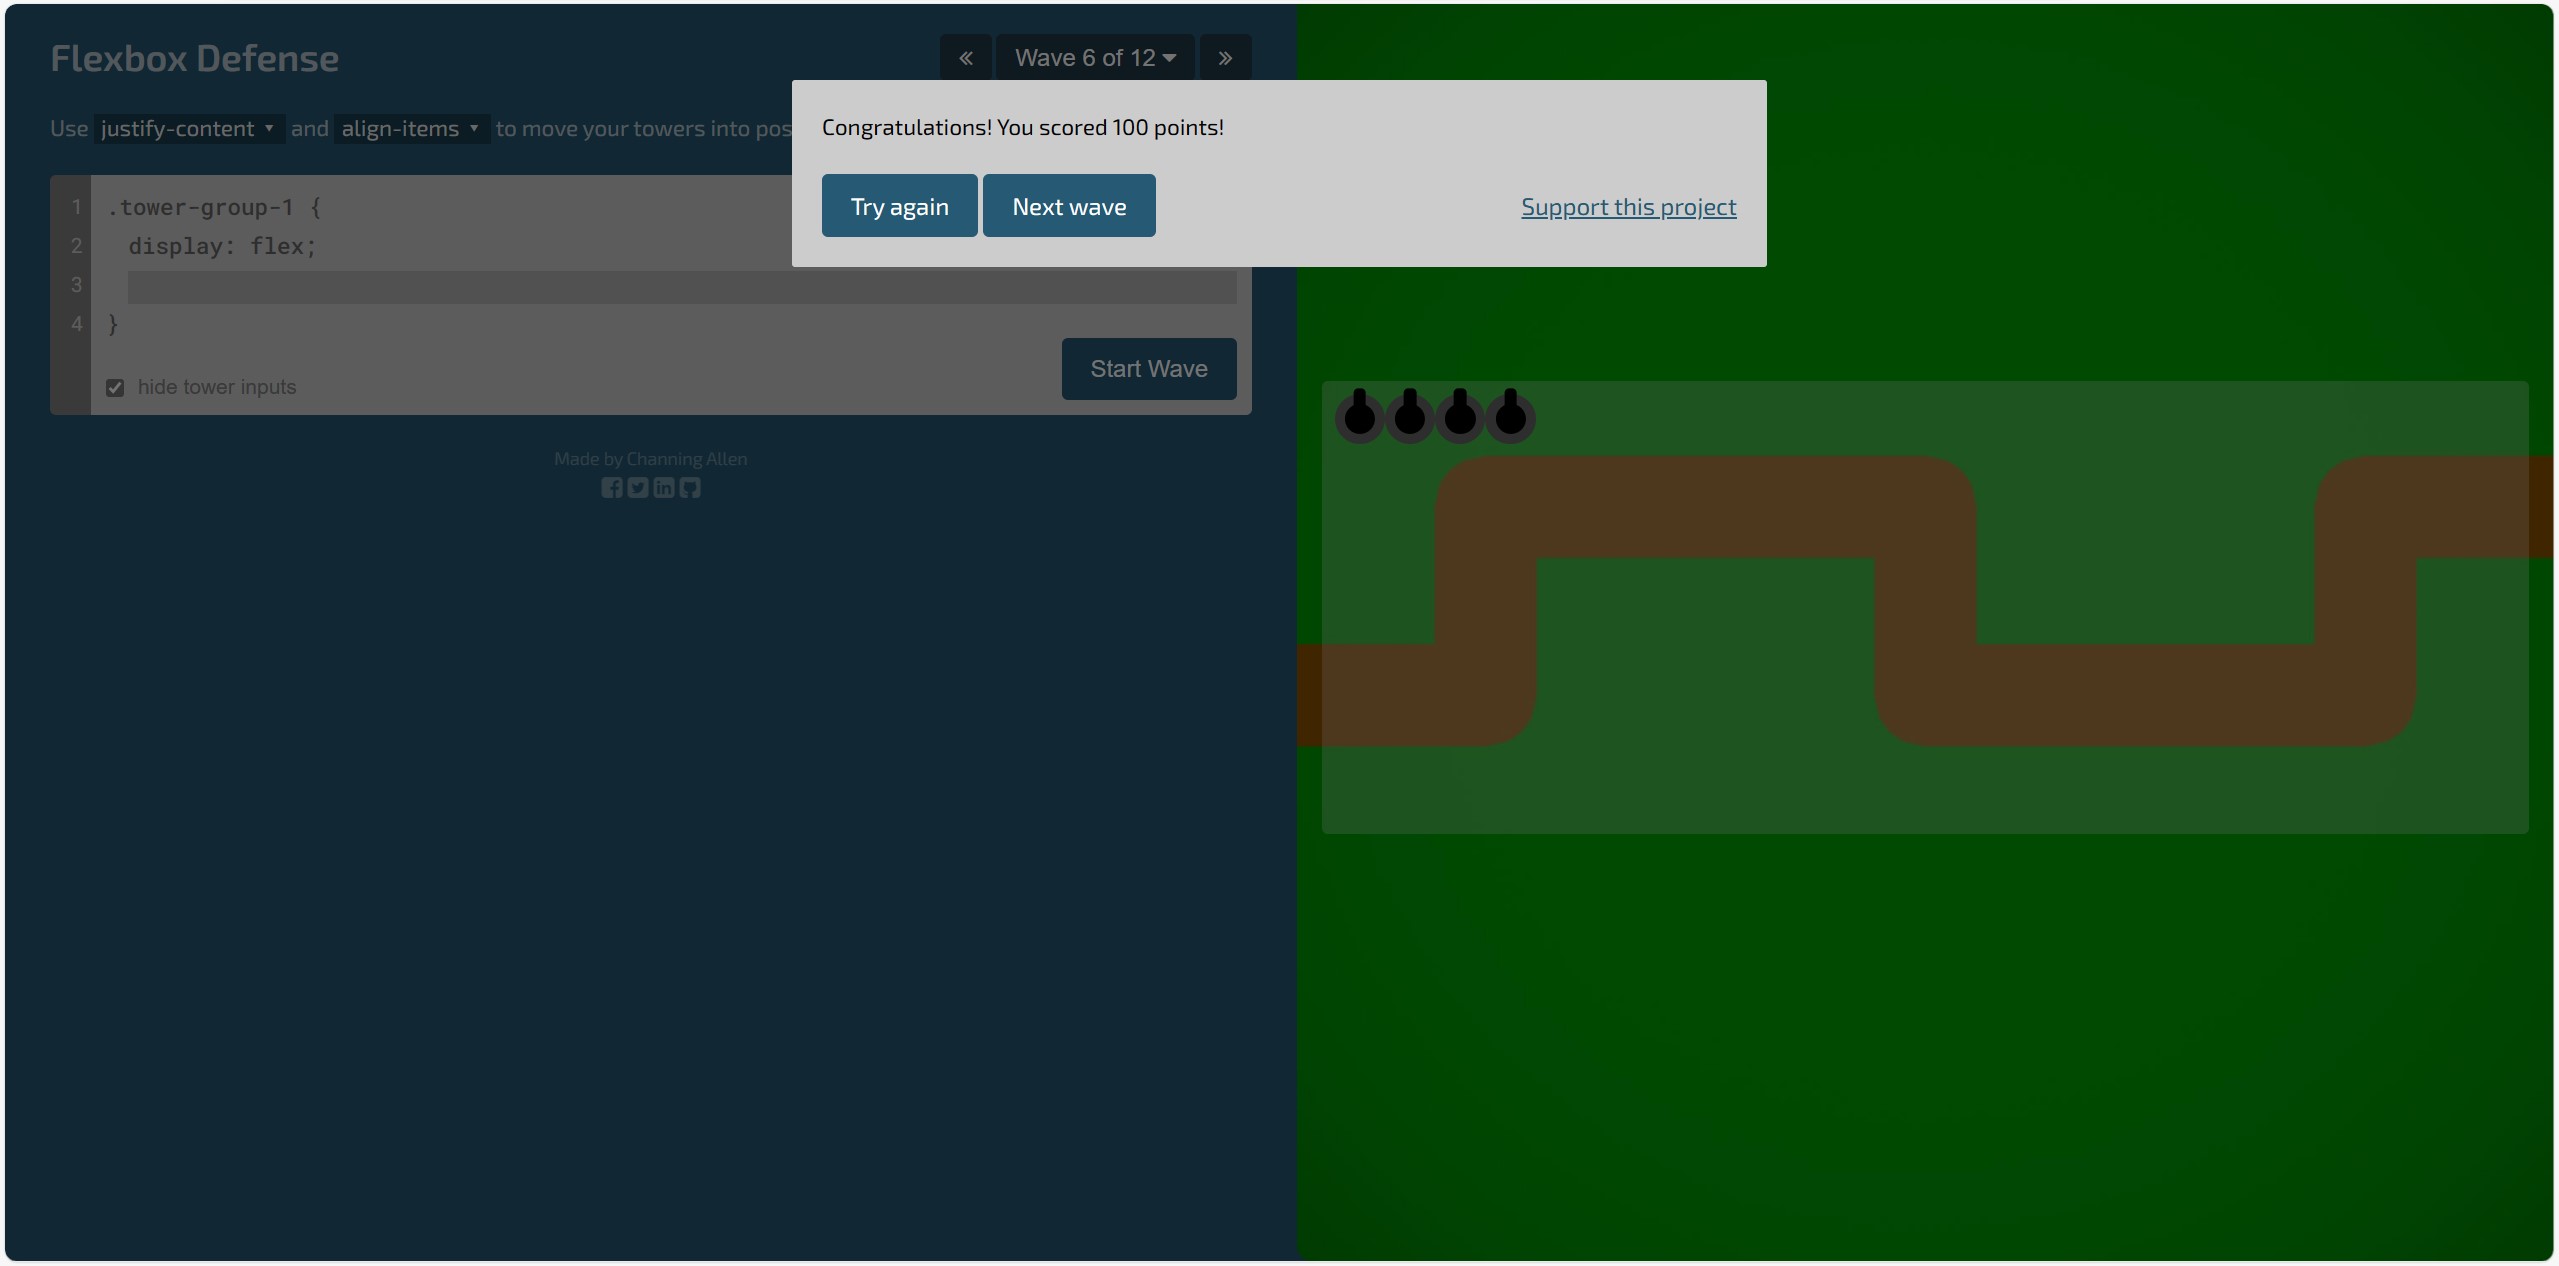 Flexbox Defense
« Wave 6 of 12 »
Use justify-content and align-items to move your towers into pos
Congratulations! You scored 100 points!
Try again Next wave Support this project
1 .tower-group-1 {
2 display: flex;
3
4 }
hide tower inputs
Start Wave
Made by Channing Allen